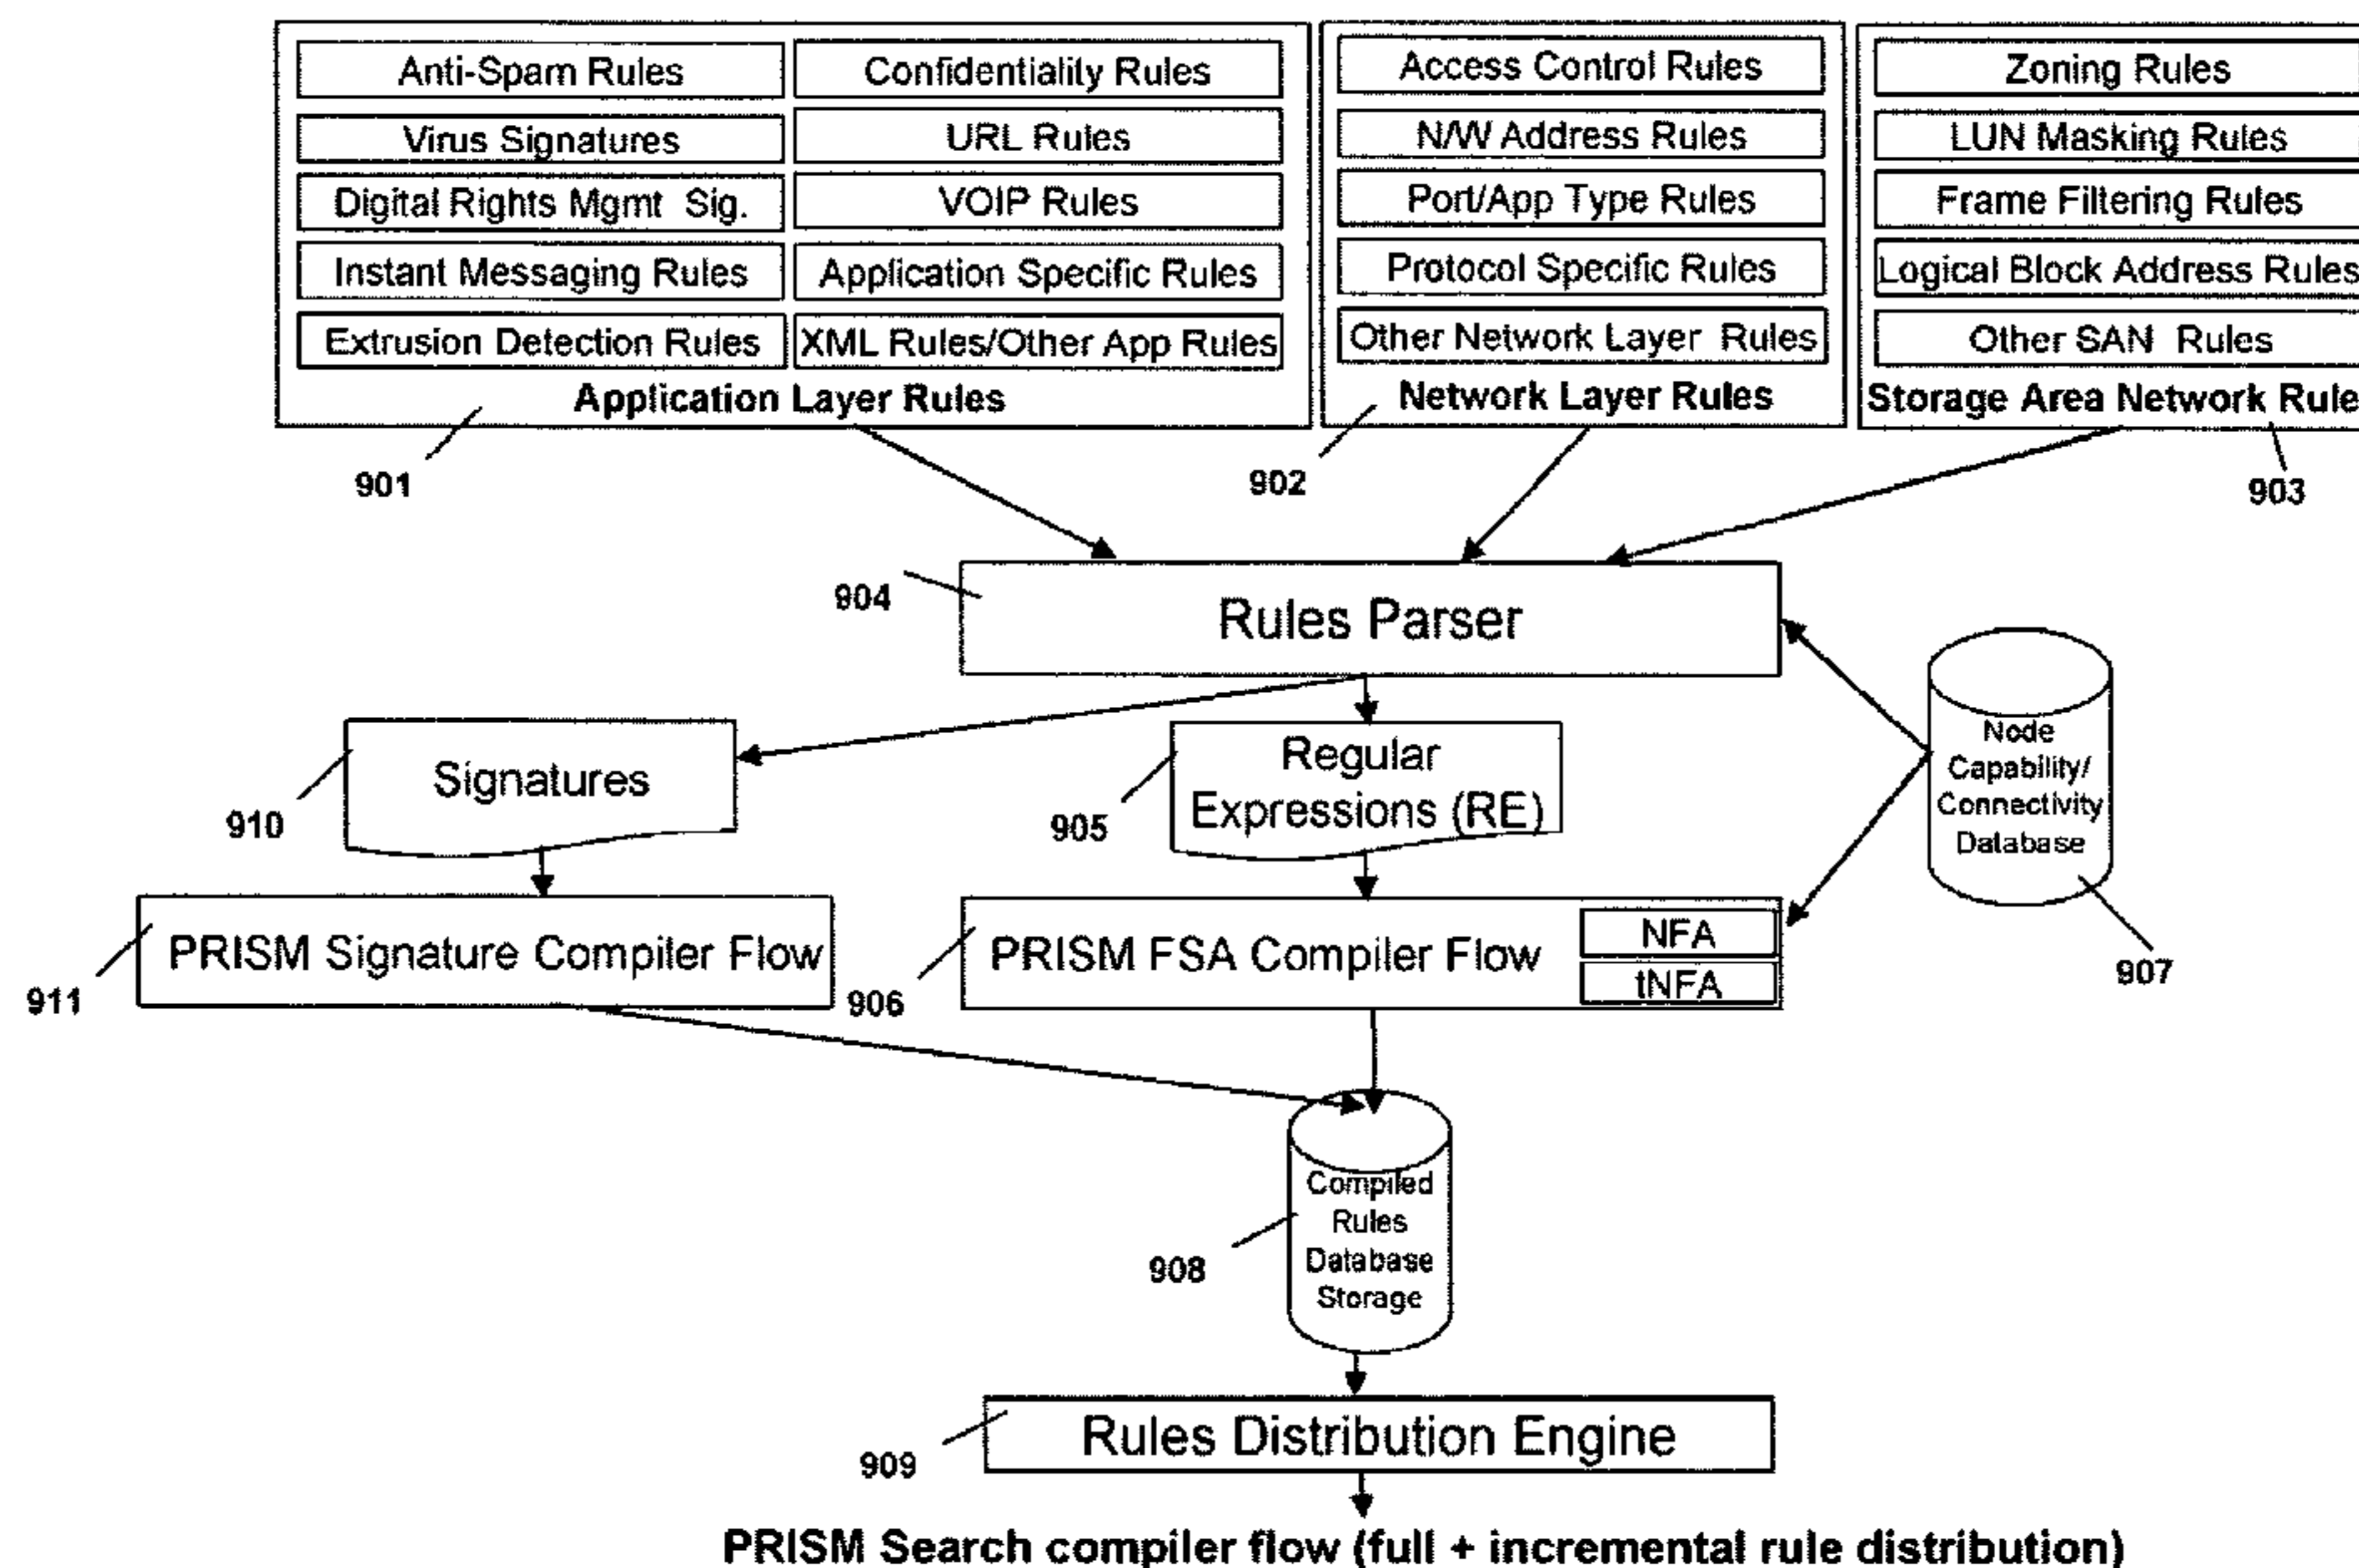 Anti-Spam Rules
Virus Signatures
Digital Rights Mgmt Sig.
Instant Messaging Rules
Extrusion Detection Rules
Confidentiality Rules
URL Rules
VOIP Rules
Application Specific Rules
XML Rules/Other App Rules
Application Layer Rules
901
Access Control Rules
N/W Address Rules
Port/App Type Rules
Protocol Specific Rules
Other Network Layer Rules
Network Layer Rules
902
Zoning Rules
LUN Masking Rules
Frame Filtering Rules
Logical Block Address Rules
Other SAN Rules
Storage Area Network Rule
903
904
Rules Parser
Signatures
910
Regular
Expressions (RE)
905
Node
Capability/
Connectivity
Database
907
PRISM Signature Compiler Flow
911
PRISM FSA Compiler Flow
NFA
tNFA
906
Compiled
Rules
Database
Storage
908
Rules Distribution Engine
909
PRISM Search compiler flow (full + incremental rule distribution)